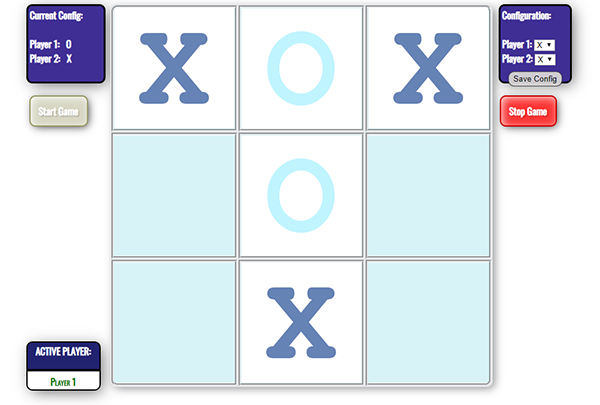 Current Config:
Player 1: O
Player 2: X
Start Game
X O X
O
X
Configuration:
Player 1: X
Player 2: X
Save Config
Stop Game
ACTIVE PLAYER:
Player 1